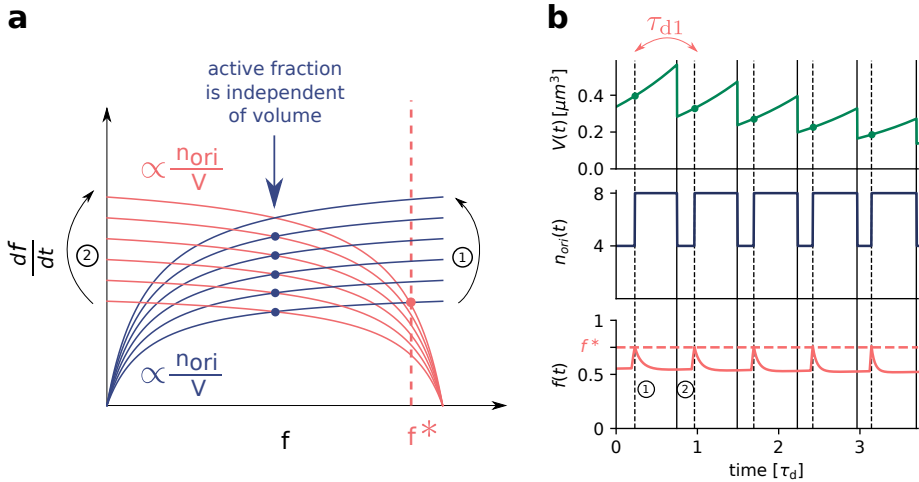 a
active fraction
is independent
of volume
∝ n_ori/V
df/dt
②
①
∝ n_ori/V
f
f*
b
τ_d1
V(t) [μm³]
0.4
0.2
0.0
n_ori(t)
8
4
f(t)
1
f*
0.5
0
①
②
0
1
2
3
time [τ_d]